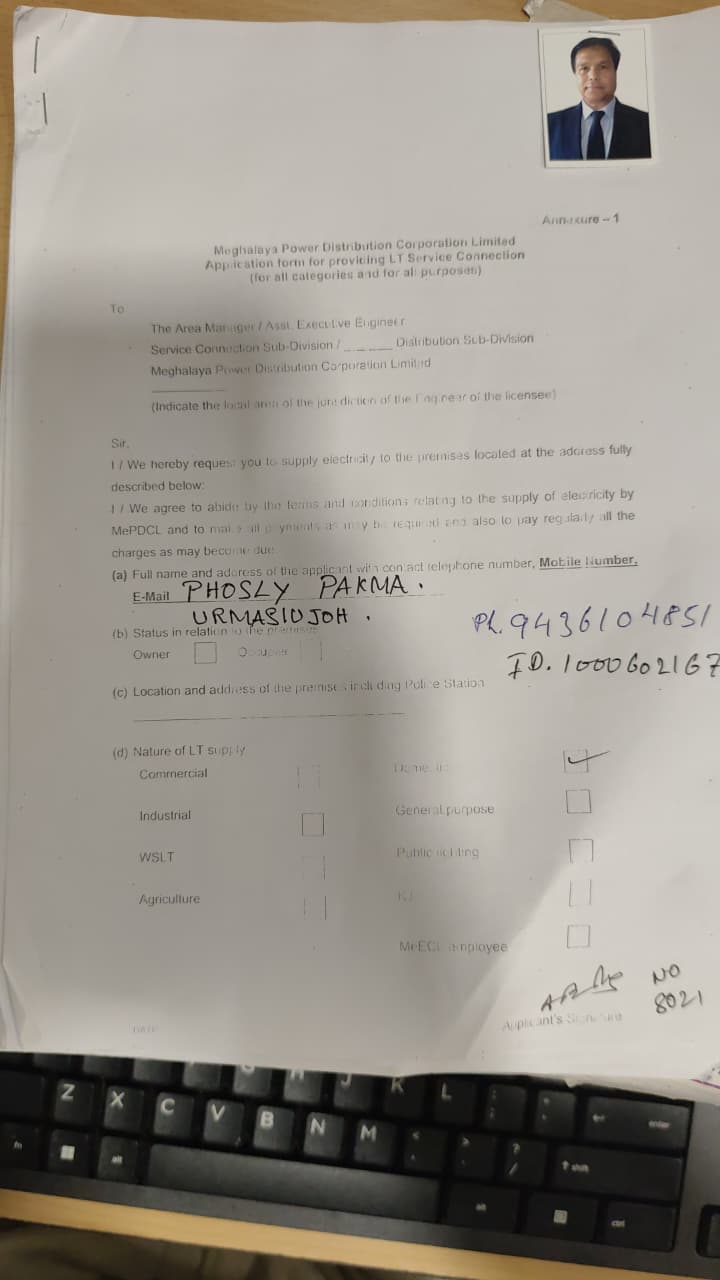 Annexure – 1
Meghalaya Power Distribution Corporation Limited
Application form for providing LT Service Connection
(for all categories and for all purposes)
To
The Area Manager / Asst. Executive Engineer
Service Connection Sub-Division / _ _ _ _ _ Distribution Sub-Division
Meghalaya Power Distribution Corporation Limited
(Indicate the local area of the jurisdiction of the Engineer of the licensee)
Sir,
I / We hereby request you to supply electricity to the premises located at the address fully
described below:
I / We agree to abide by the terms and conditions relating to the supply of electricity by
MePDCL and to make all payments as may be required and also to pay regularly all the
charges as may become due
(a) Full name and address of the applicant with contact telephone number, Mobile Number,
E-Mail PHOSLY PAKMA.
URMASIUJOH.
Ph. 9436104851
(b) Status in relation to the premises
Owner Occupier
ID. 1000602167
(c) Location and address of the premises including Police Station
(d) Nature of LT supply
Commercial Domestic
Industrial General purpose
WSLT Public lighting
Agriculture
MeECL employee
NO
8021
Applicant's Signature
DATE
Z X C V B N M
J K L
fn alt alt ctrl
enter
shift